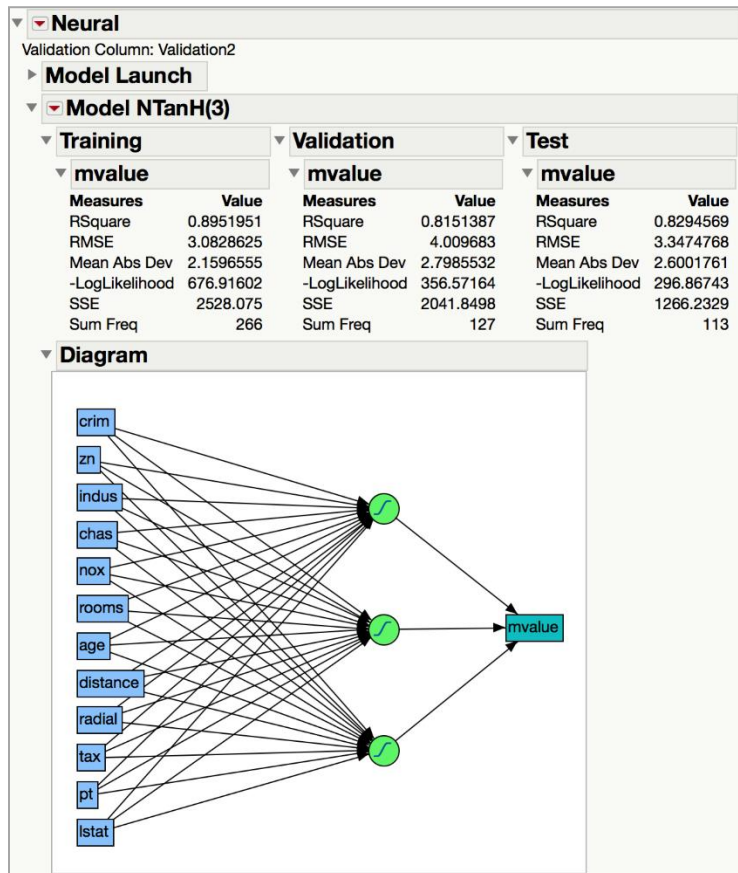 Neural
Validation Column: Validation2
Model Launch
Model NTanH(3)
Training Validation Test
mvalue mvalue mvalue
Measures Value Measures Value Measures Value
RSquare 0.8951951 RSquare 0.8151387 RSquare 0.8294569
RMSE 3.0828625 RMSE 4.009683 RMSE 3.3474768
Mean Abs Dev 2.1596555 Mean Abs Dev 2.7985532 Mean Abs Dev 2.6001761
-LogLikelihood 676.91602 -LogLikelihood 356.57164 -LogLikelihood 296.86743
SSE 2528.075 SSE 2041.8498 SSE 1266.2329
Sum Freq 266 Sum Freq 127 Sum Freq 113
Diagram
crim
zn
indus
chas
nox
rooms
mvalue
age
distance
radial
tax
pt
lstat